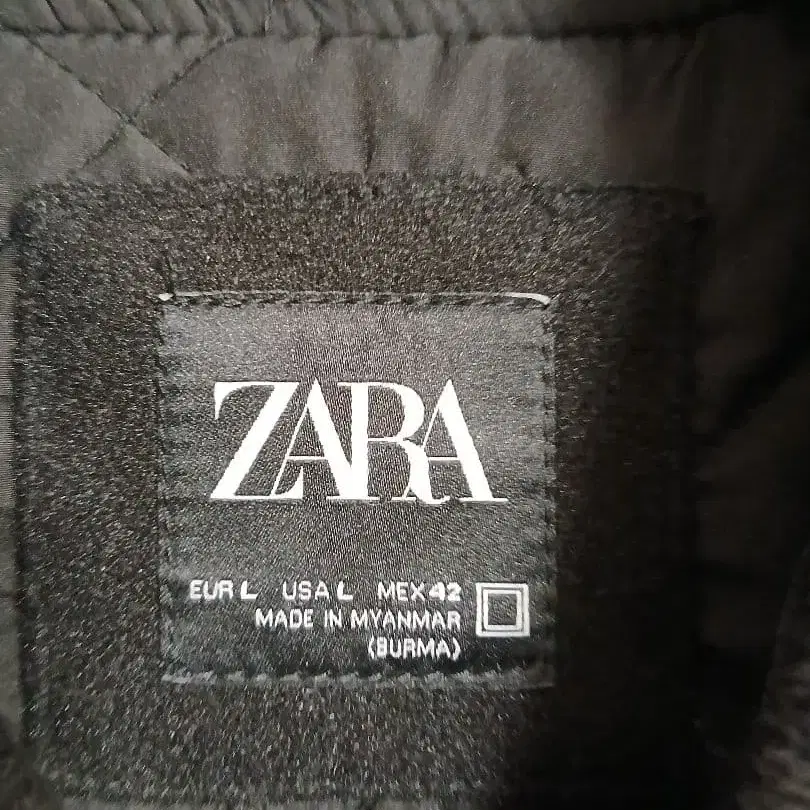 ZARA
EUR L USA L MEX 42
MADE IN MYANMAR
(BURMA)